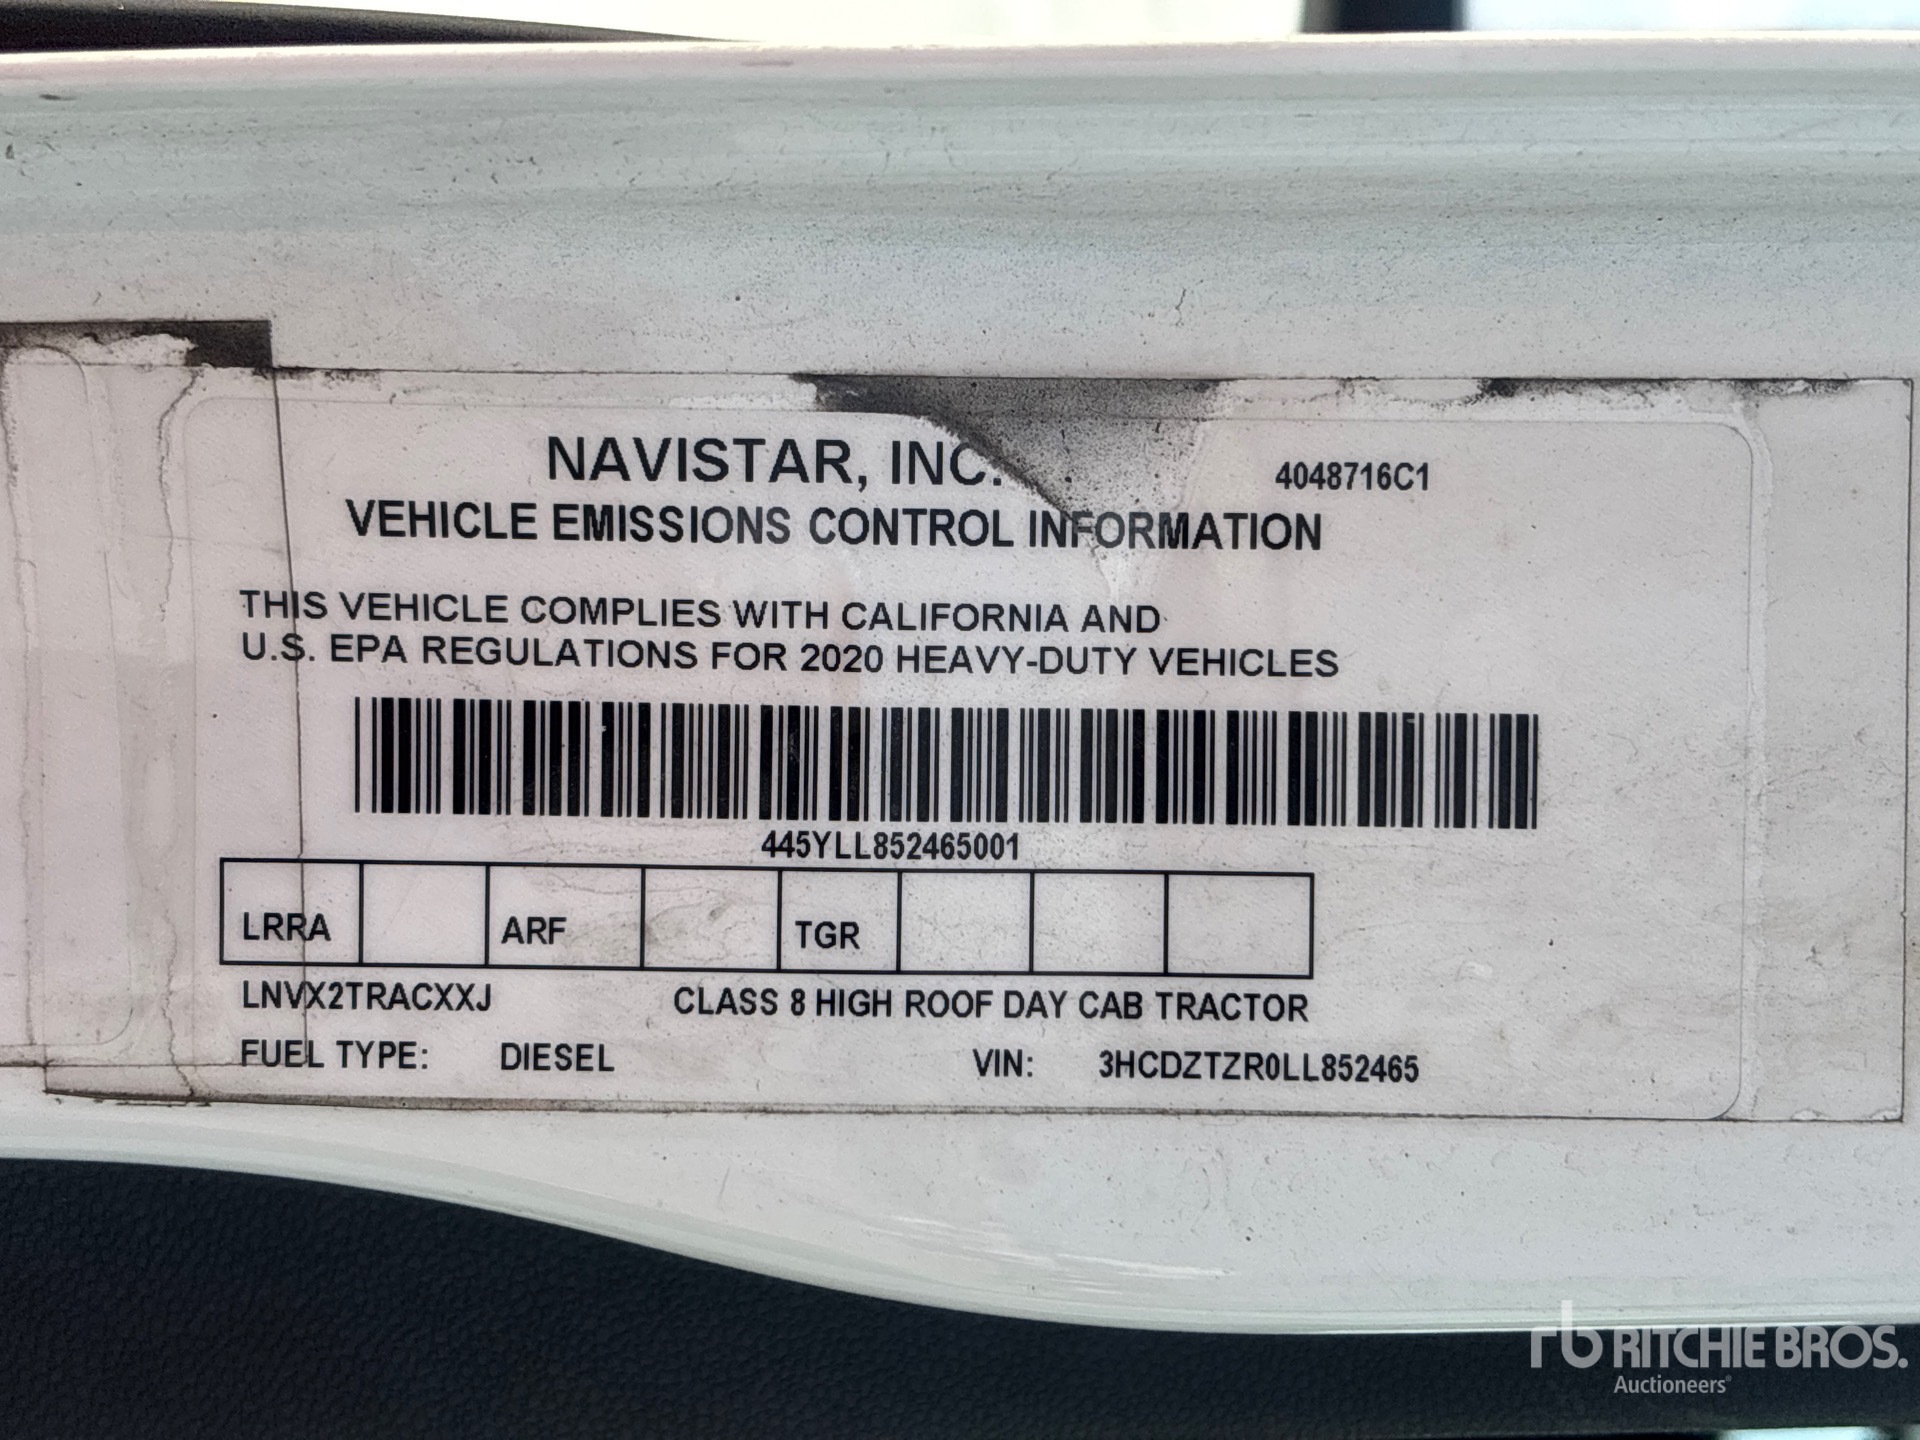 NAVISTAR, INC.
4048716C1
VEHICLE EMISSIONS CONTROL INFORMATION
THIS VEHICLE COMPLIES WITH CALIFORNIA AND
U.S. EPA REGULATIONS FOR 2020 HEAVY-DUTY VEHICLES
445YLL852465001
LRRA ARF TGR
LNVX2TRACXXJ CLASS 8 HIGH ROOF DAY CAB TRACTOR
FUEL TYPE: DIESEL VIN: 3HCDZTZR0LL852465
rb RITCHIE BROS.
Auctioneers